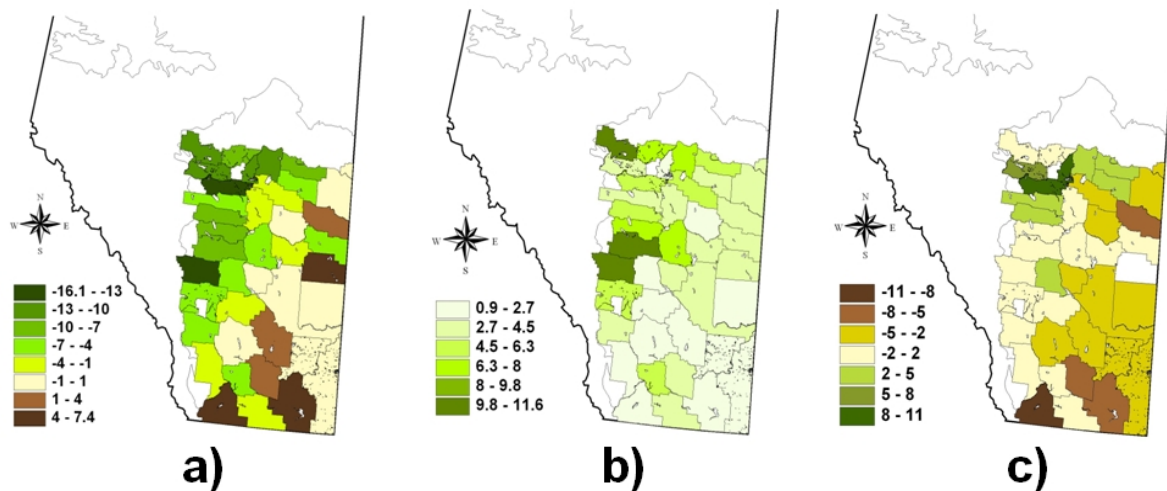 N
W E
S
-16.1 - -13
-13 - -10
-10 - -7
-7 - -4
-4 - -1
-1 - 1
1 - 4
4 - 7.4
a)
N
W E
S
0.9 - 2.7
2.7 - 4.5
4.5 - 6.3
6.3 - 8
8 - 9.8
9.8 - 11.6
b)
N
W E
S
-11 - -8
-8 - -5
-5 - -2
-2 - 2
2 - 5
5 - 8
8 - 11
c)